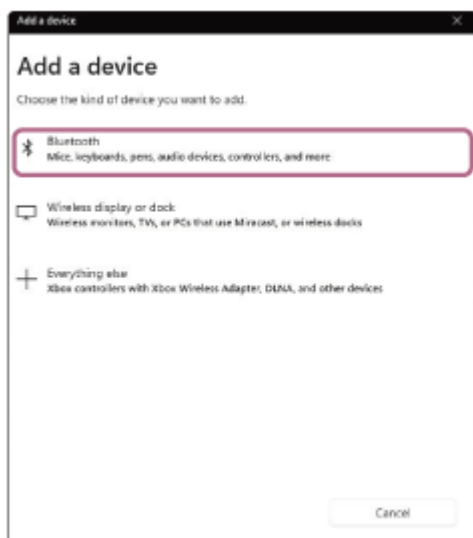 Add a device
Add a device
Choose the kind of device you want to add.
Bluetooth
Mice, keyboards, pens, audio devices, controllers, and more
Wireless display or dock
Wireless monitors, TVs, or PCs that use Miracast, or wireless docks
Everything else
Xbox controllers with Xbox Wireless Adapter, DLNA, and other devices
Cancel